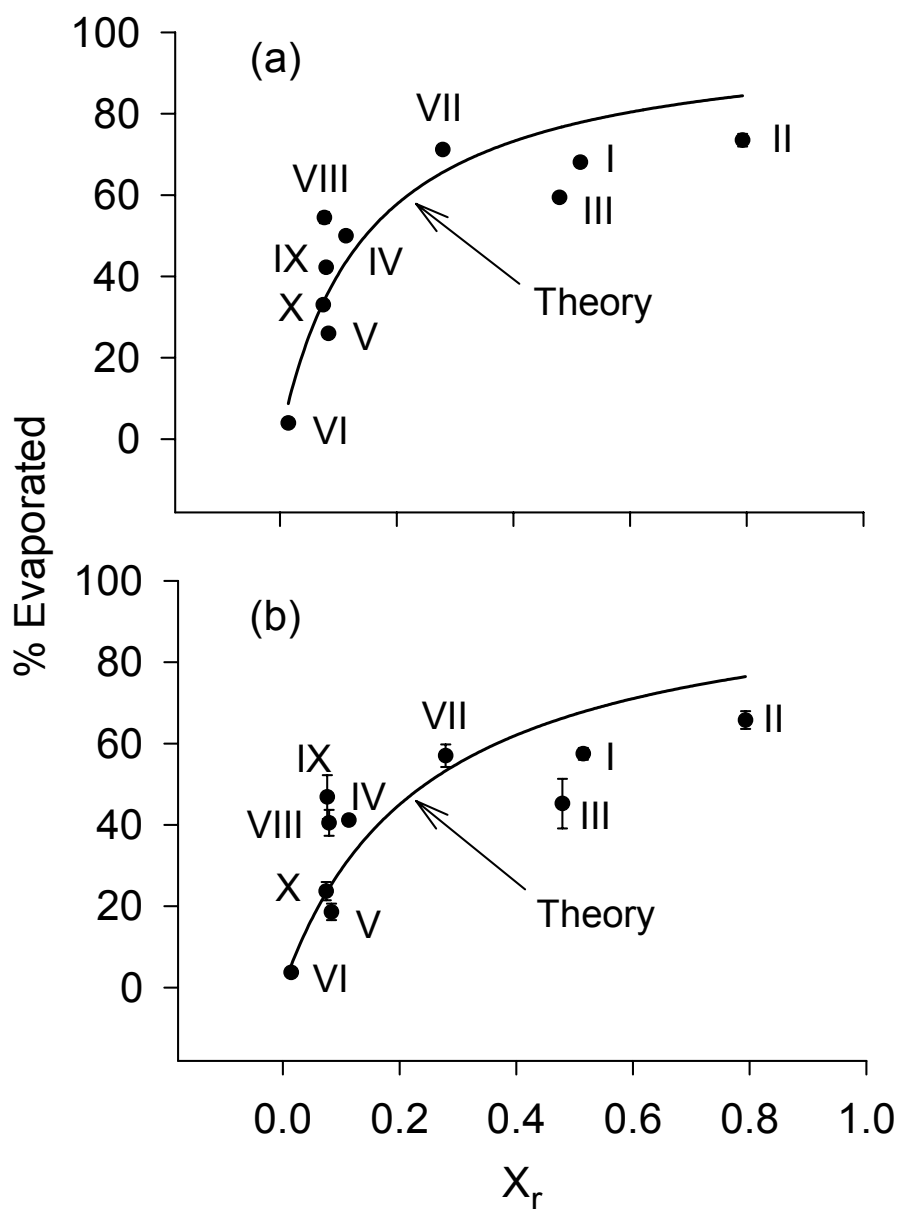 % Evaporated
100
80
60
40
20
0
(a)
VII
VIII
IX
IV
X
V
VI
I
II
III
Theory
100
80
60
40
20
0
(b)
VII
IX
IV
VIII
X
V
VI
I
II
III
Theory
0.0 0.2 0.4 0.6 0.8 1.0
Xr